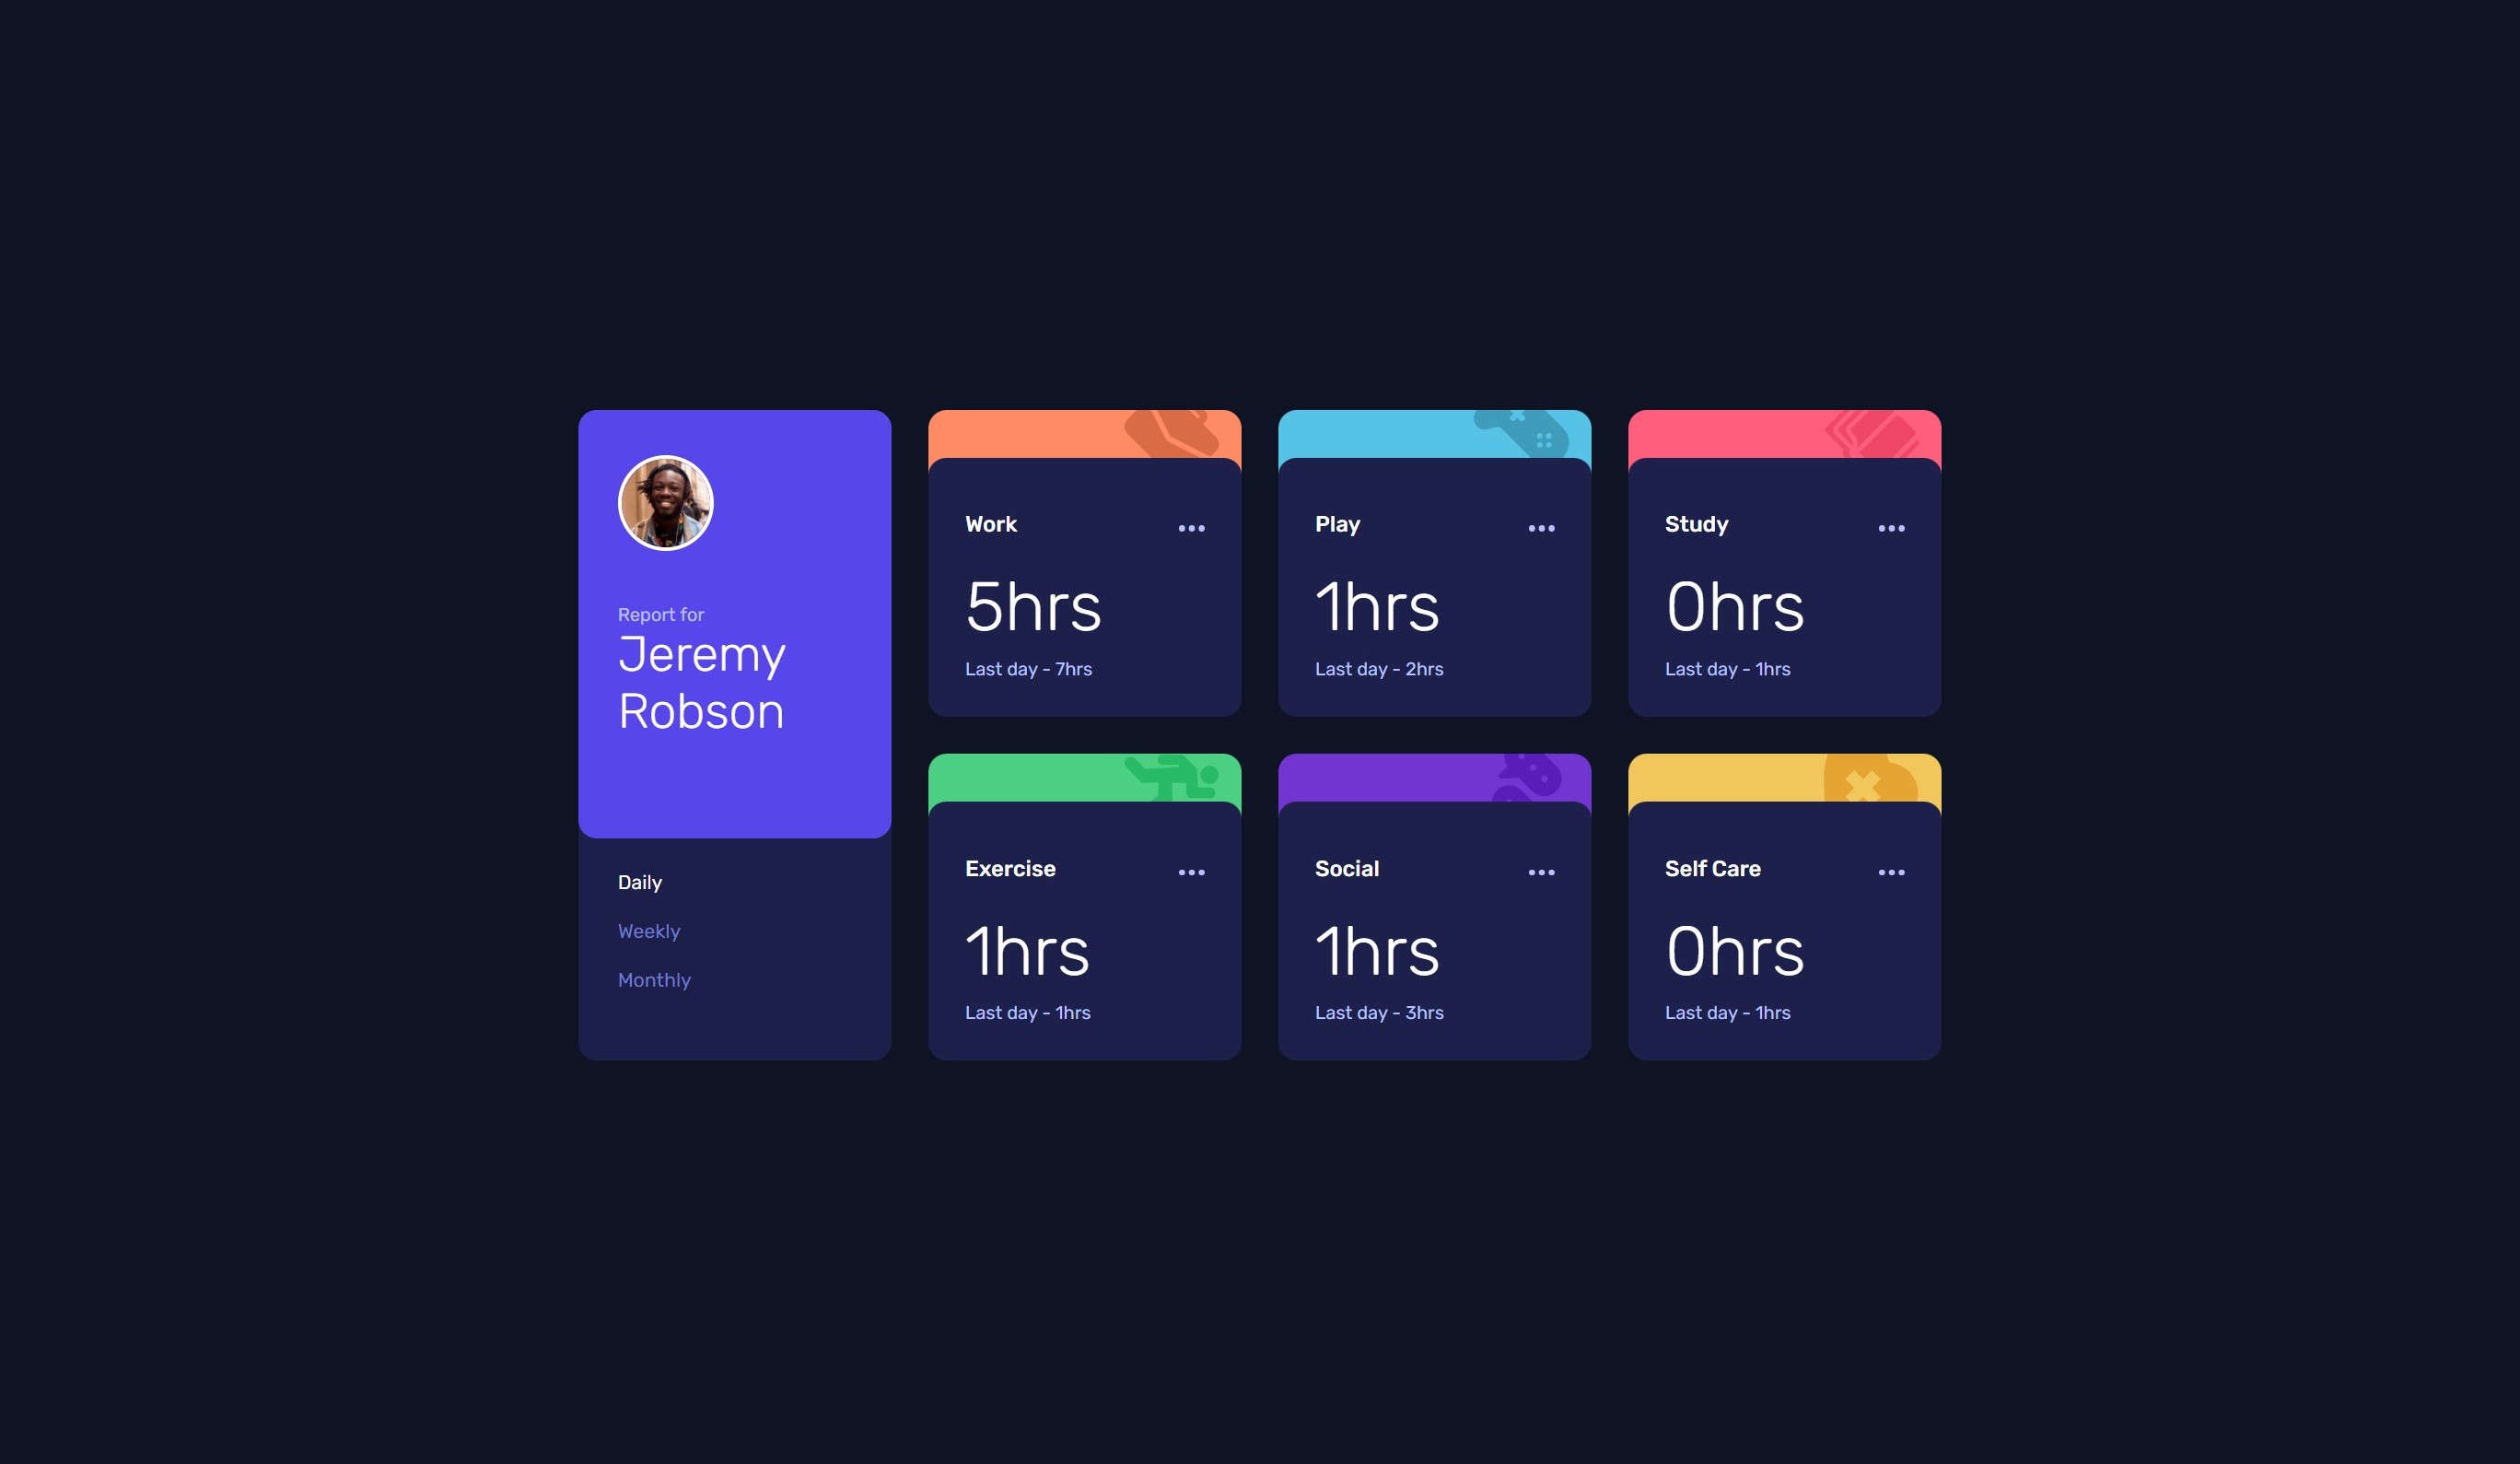 Report for
Jeremy
Robson
Daily
Weekly
Monthly
Work
5hrs
Last day - 7hrs
Play
1hrs
Last day - 2hrs
Study
0hrs
Last day - 1hrs
Exercise
1hrs
Last day - 1hrs
Social
1hrs
Last day - 3hrs
Self Care
0hrs
Last day - 1hrs